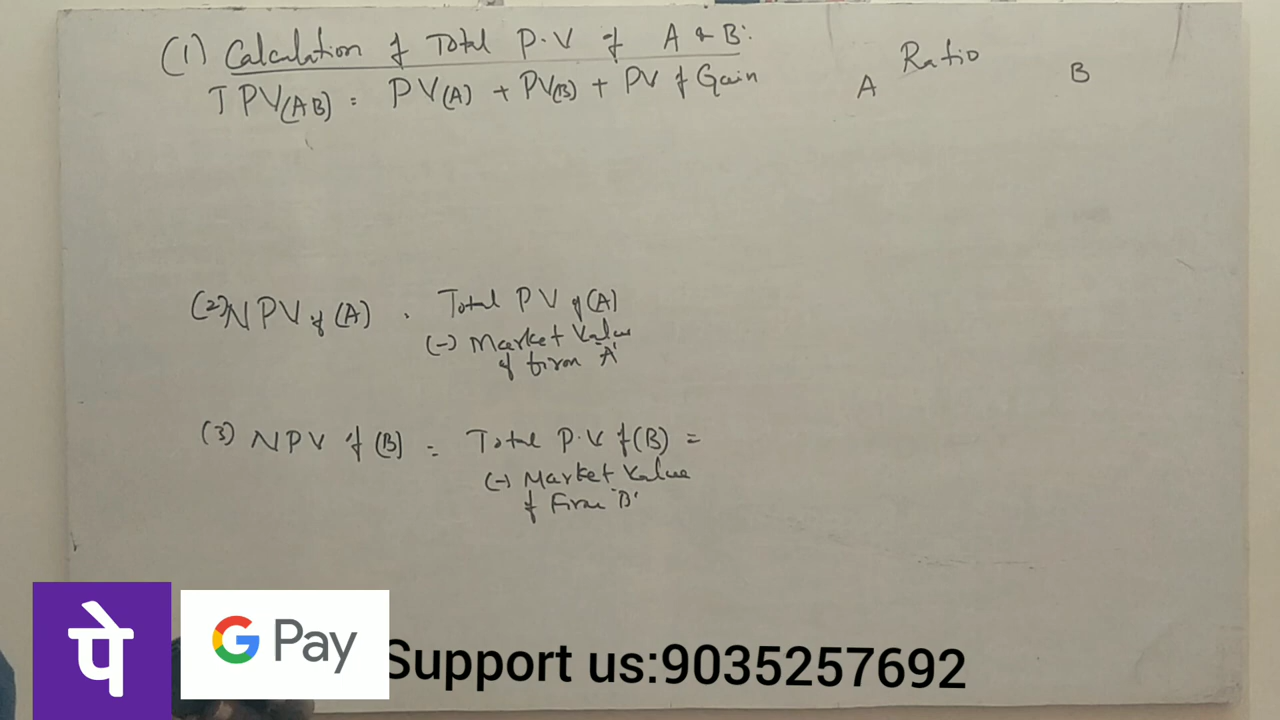 (1) Calculation of Total P.V of A & B:
TPV(AB) = PV(A) + PV(B) + PV of Gain
Ratio
A
B
(2) NPV of (A) . Total PV of (A)
(-) Market Value
of firm 'A'
(3) NPV of (B) = Total P.V of (B) =
(-) Market Value
of Firm 'B'
पे
G Pay
Support us:9035257692